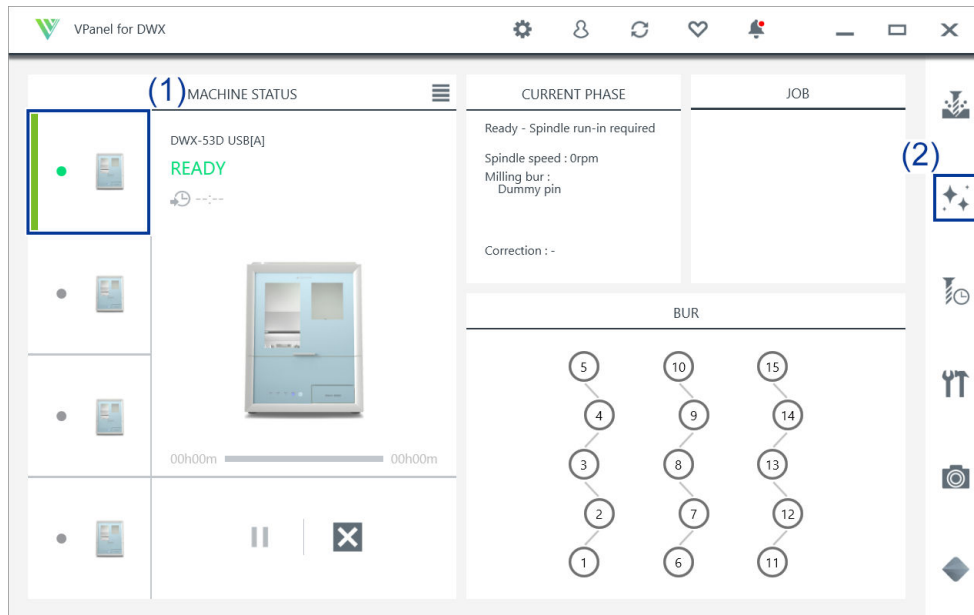 VPanel for DWX
(1)
MACHINE STATUS
DWX-53D USB[A]
READY
--:--
00h00m
00h00m
CURRENT PHASE
Ready - Spindle run-in required
Spindle speed : 0rpm
Milling bur :
Dummy pin
Correction : -
JOB
(2)
BUR
5 10 15
4 9 14
3 8 13
2 7 12
1 6 11